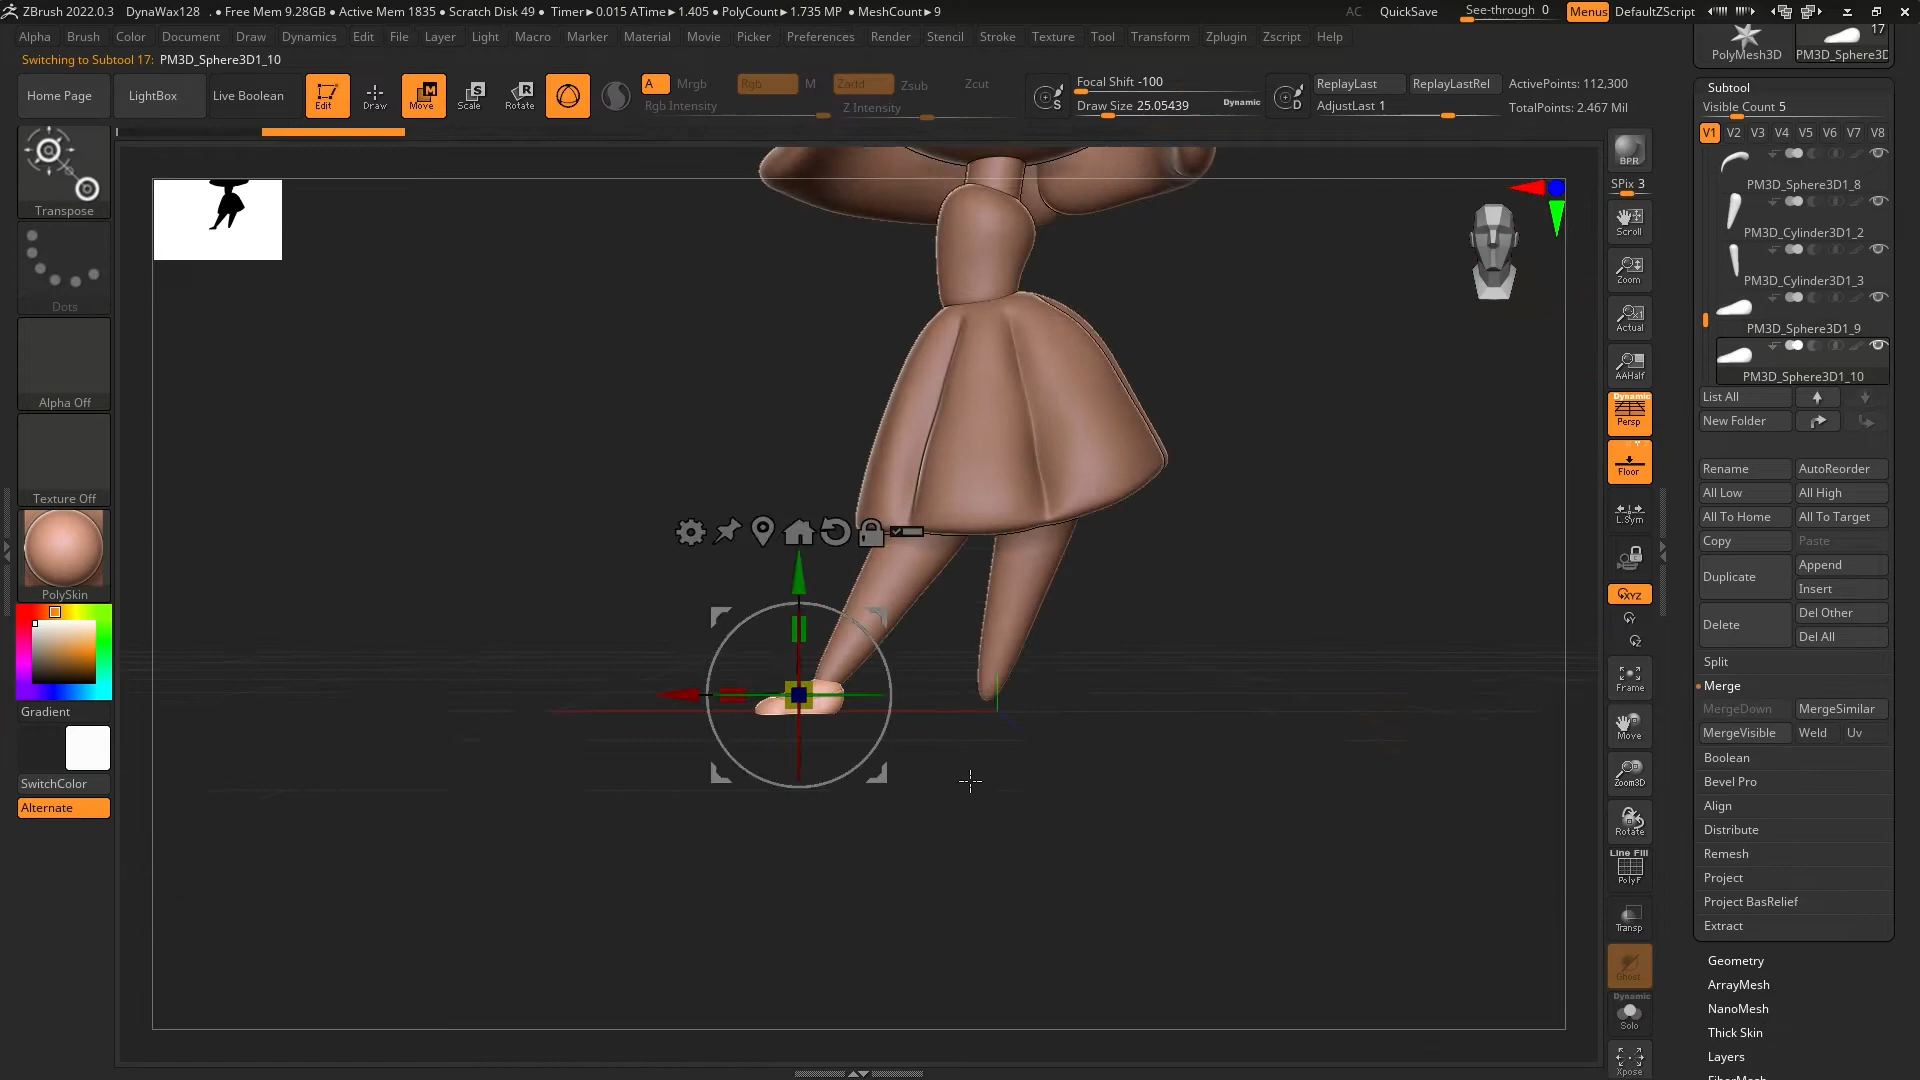 ZBrush 2022.0.3 DynaWax128 . ● Free Mem 9.28GB ● Active Mem 1835 ● Scratch Disk 49 ● Timer►0.015 ATime►1.405 ● PolyCount►1.735 MP ● MeshCount►9 AC QuickSave See-through 0 Menus DefaultZScript
Alpha Brush Color Document Draw Dynamics Edit File Layer Light Macro Marker Material Movie Picker Preferences Render Stencil Stroke Texture Tool Transform Zplugin Zscript Help
Switching to Subtool 17: PM3D_Sphere3D1_10
Home Page LightBox Live Boolean Edit Draw Move Scale Rotate
A Mrgb Rgb M Zadd Zsub Zcut
Rgb Intensity Z Intensity
Focal Shift -100
Draw Size 25.05439 Dynamic
ReplayLast ReplayLastRel ActivePoints: 112,300
AdjustLast 1 TotalPoints: 2.467 Mil
Transpose
Dots
Alpha Off
Texture Off
PolySkin
Gradient
SwitchColor
Alternate
BPR
SPix 3
Scroll
Zoom
Actual
AAHalf
Dynamic
Persp
Floor
L.Sym
XYZ
Frame
Move
Zoom3D
Rotate
Line Fill
PolyF
Transp
Ghost
Dynamic
Solo
Xpose
17
PolyMesh3D PM3D_Sphere3D
Subtool
Visible Count 5
V1 V2 V3 V4 V5 V6 V7 V8
PM3D_Sphere3D1_8
PM3D_Cylinder3D1_2
PM3D_Cylinder3D1_3
PM3D_Sphere3D1_9
PM3D_Sphere3D1_10
List All
New Folder
Rename AutoReorder
All Low All High
All To Home All To Target
Copy Paste
Duplicate Append
Insert
Delete Del Other
Del All
Split
Merge
MergeDown MergeSimilar
MergeVisible Weld Uv
Boolean
Bevel Pro
Align
Distribute
Remesh
Project
Project BasRelief
Extract
Geometry
ArrayMesh
NanoMesh
Thick Skin
Layers
FiberMesh